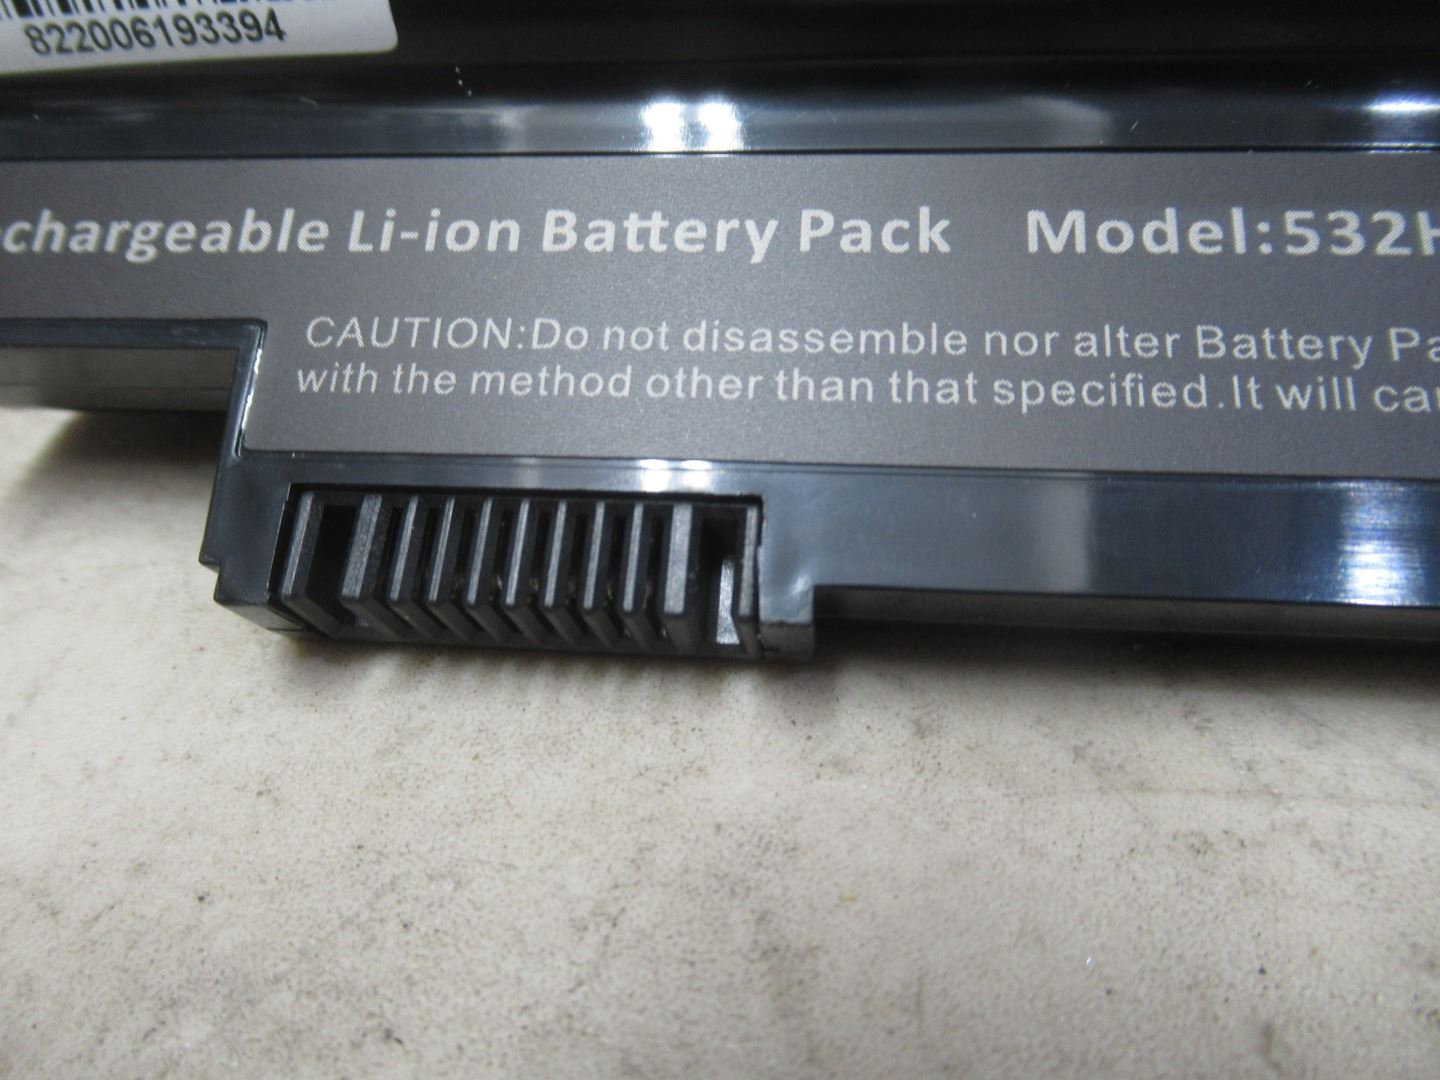 822006193394
chargeable Li-ion Battery Pack Model:532H
CAUTION:Do not disassemble nor alter Battery Pa
with the method other than that specified.It will ca